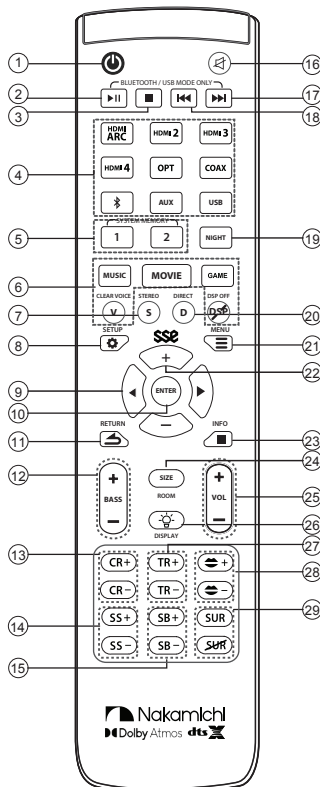 1
16
BLUETOOTH / USB MODE ONLY
2
17
3
18
HDMI ARC
HDMI 2
HDMI 3
4
HDMI 4
OPT
COAX
AUX
USB
SYSTEM MEMORY
5
1
2
NIGHT
19
6
MUSIC
MOVIE
GAME
CLEAR VOICE
STEREO
DIRECT
DSP OFF
7
V
S
D
DSP
20
SETUP
SSE
MENU
8
21
+
22
9
ENTER
10
−
RETURN
INFO
11
23
24
12
+
BASS
−
SIZE
ROOM
+
VOL
−
25
26
DISPLAY
27
13
CR+
TR+
+
28
CR−
TR−
−
14
SS+
SB+
SUR
29
SS−
SB−
SUR
15
Nakamichi
Dolby Atmos dts X